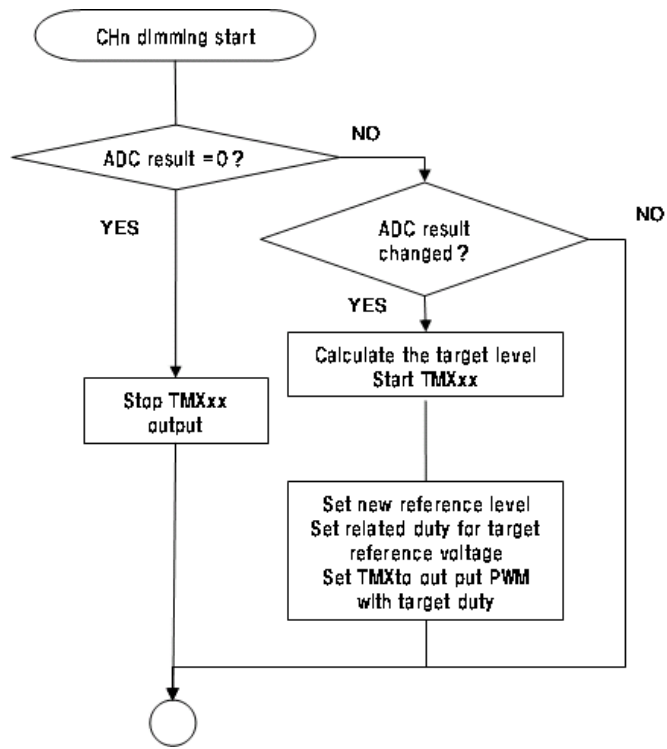 CHn dimming start
NO
ADC result =0?
NO
YES
ADC result
changed?
YES
Calculate the target level
Start TMXxx
Stop TMXxx
output
Set new reference level
Set related duty for target
reference voltage
Set TMXto out put PWM
with target duty